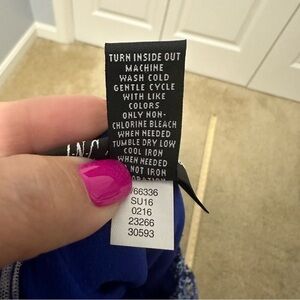 TURN INSIDE OUT
MACHINE
WASH COLD
GENTLE CYCLE
WITH LIKE
COLORS
ONLY NON-
CHLORINE BLEACH
WHEN NEEDED
TUMBLE DRY LOW
COOL IRON
WHEN NEEDED
NOT IRON
66336
SU16
0216
23266
30593